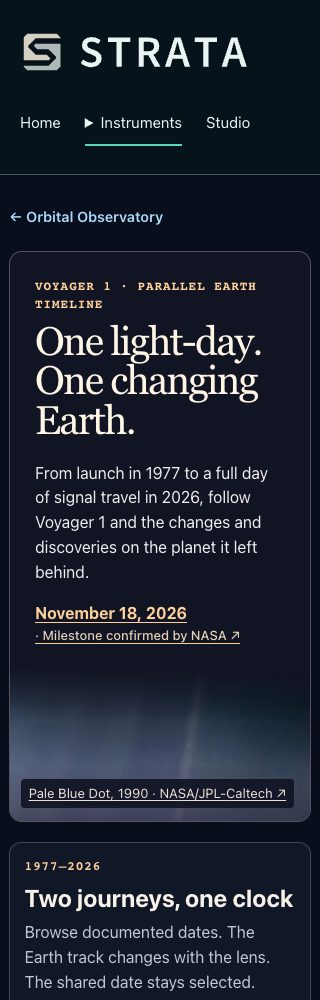 STRATA
Home ▶ Instruments Studio
← Orbital Observatory
VOYAGER 1 · PARALLEL EARTH
TIMELINE
One light-day.
One changing
Earth.
From launch in 1977 to a full day
of signal travel in 2026, follow
Voyager 1 and the changes and
discoveries on the planet it left
behind.
November 18, 2026
· Milestone confirmed by NASA ↗
Pale Blue Dot, 1990 · NASA/JPL-Caltech ↗
1977—2026
Two journeys, one clock
Browse documented dates. The
Earth track changes with the lens.
The shared date stays selected.